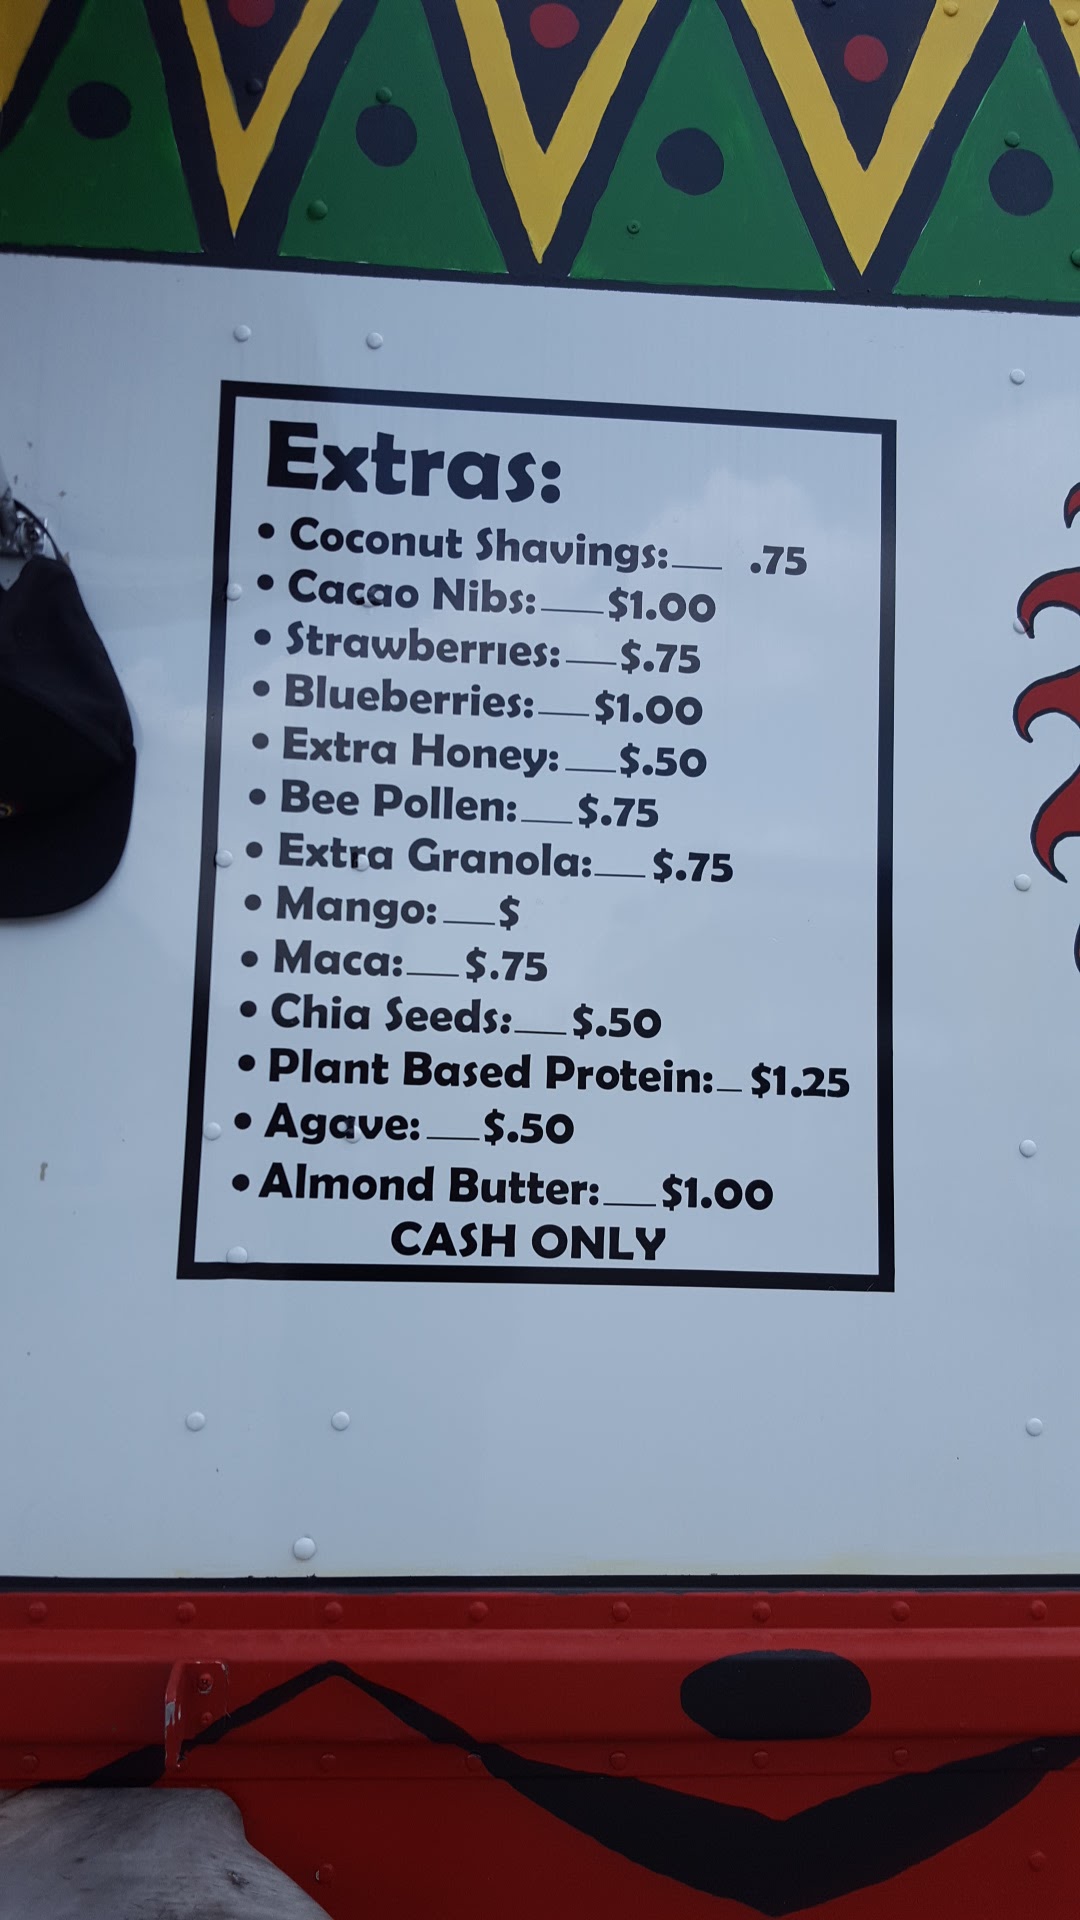 Extras:
• Coconut Shavings:___ .75
• Cacao Nibs:___$1.00
• Strawberries:___$.75
• Blueberries:___$1.00
• Extra Honey:___$.50
• Bee Pollen:___$.75
• Extra Granola:___$.75
• Mango:___$
• Maca:___$.75
• Chia Seeds:___$.50
• Plant Based Protein:_$1.25
• Agave:___$.50
• Almond Butter:___$1.00
CASH ONLY